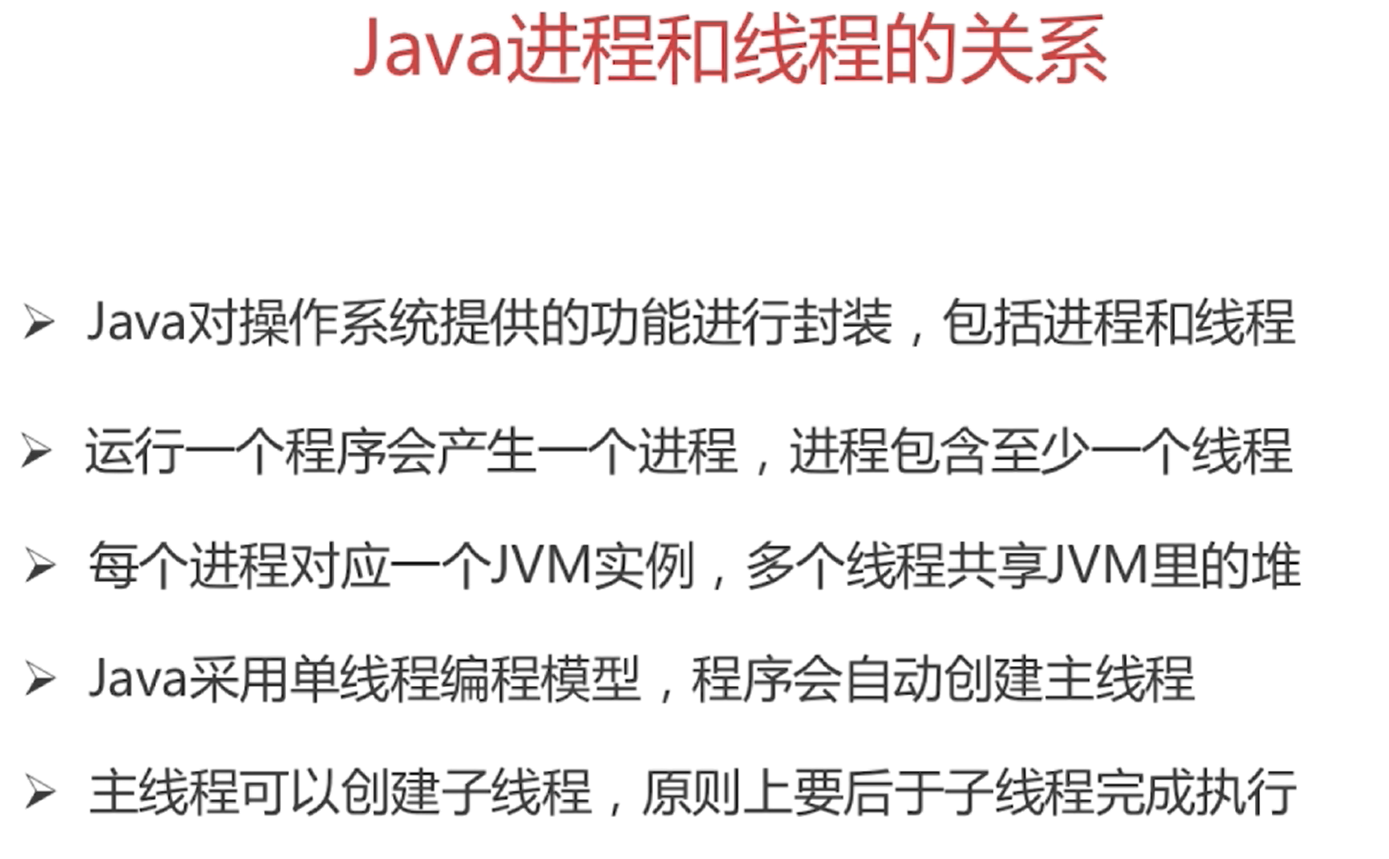 Java进程和线程的关系
➢ Java对操作系统提供的功能进行封装，包括进程和线程
➢ 运行一个程序会产生一个进程，进程包含至少一个线程
➢ 每个进程对应一个JVM实例，多个线程共享JVM里的堆
➢ Java采用单线程编程模型，程序会自动创建主线程
➢ 主线程可以创建子线程，原则上要后于子线程完成执行